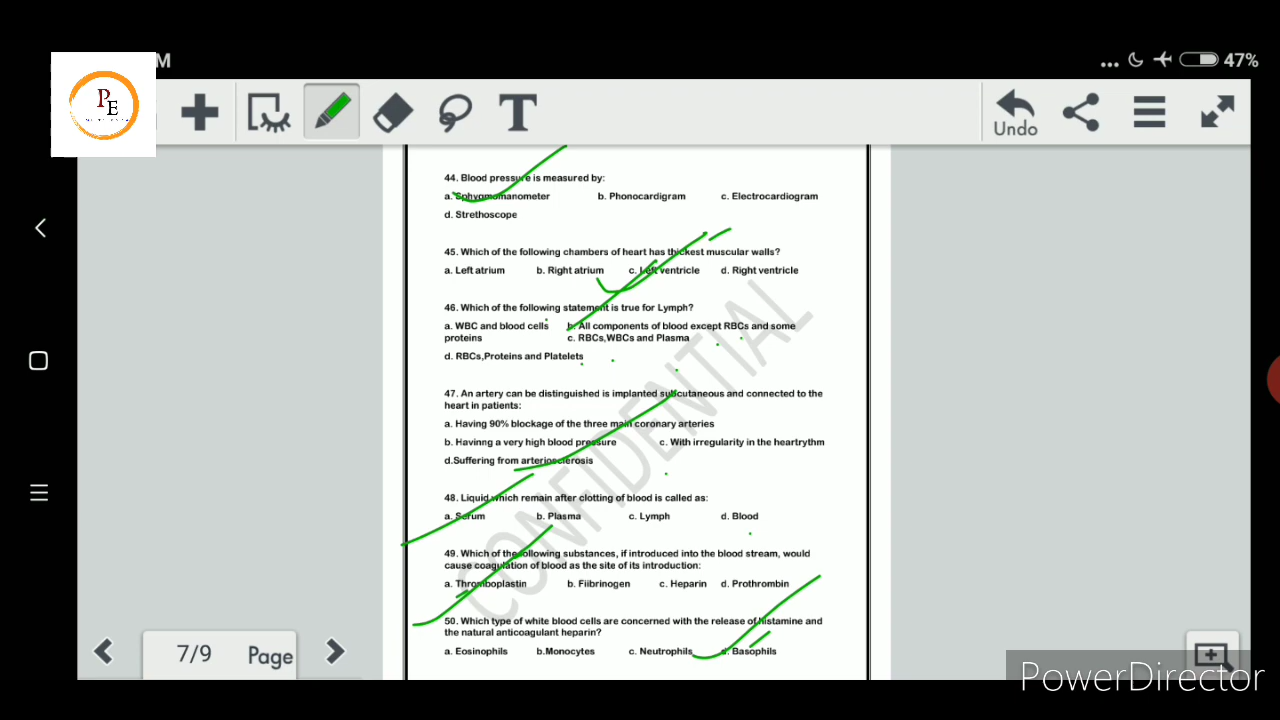 M
47%
PE
Undo
44. Blood pressure is measured by:
a. Sphygmomanometer b. Phonocardigram c. Electrocardiogram
d. Strethoscope
45. Which of the following chambers of heart has thickest muscular walls?
a. Left atrium b. Right atrium c. Left ventricle d. Right ventricle
46. Which of the following statement is true for Lymph?
a. WBC and blood cells b. All components of blood except RBCs and some
proteins c. RBCs,WBCs and Plasma
d. RBCs,Proteins and Platelets
47. An artery can be distinguished is implanted subcutaneous and connected to the
heart in patients:
a. Having 90% blockage of the three main coronary arteries
b. Havinng a very high blood pressure c. With irregularity in the heartrythm
d.Suffering from arteriosclerosis
48. Liquid which remain after clotting of blood is called as:
a. Serum b. Plasma c. Lymph d. Blood
49. Which of the following substances, if introduced into the blood stream, would
cause coagulation of blood as the site of its introduction:
a. Thromboplastin b. Fiibrinogen c. Heparin d. Prothrombin
50. Which type of white blood cells are concerned with the release of histamine and
the natural anticoagulant heparin?
a. Eosinophils b.Monocytes c. Neutrophils d. Basophils
CONFIDENTIAL
7/9 Page
PowerDirector